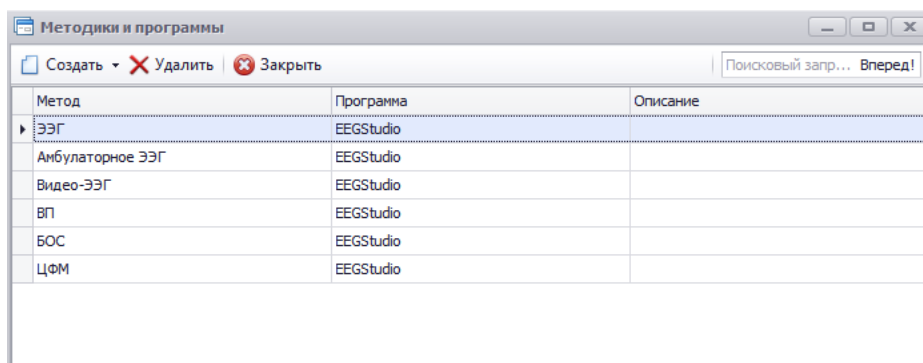 Методики и программы
Создать Удалить Закрыть Поисковый запр... Вперед!
Метод Программа Описание
ЭЭГ EEGStudio
Амбулаторное ЭЭГ EEGStudio
Видео-ЭЭГ EEGStudio
ВП EEGStudio
БОС EEGStudio
ЦФМ EEGStudio